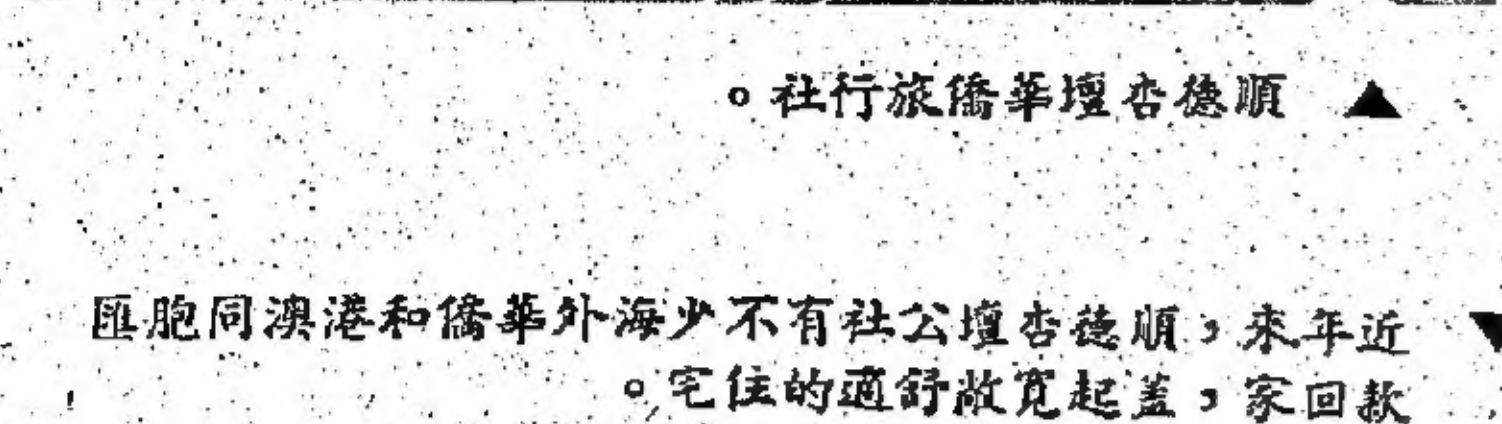 ▲ 順德杏壇華僑旅行社。
▼ 近年來，順德杏壇公社有不少海外華僑和港澳同胞匯
款回家，蓋起寬敞舒適的住宅。